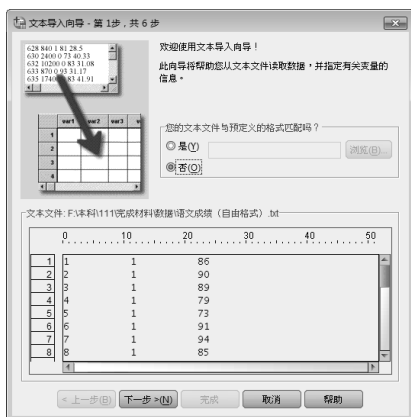 文本导入向导 - 第 1步，共 6 步
628 840 1 81 28.5
630 2400 0 73 40.33
632 10200 0 83 31.08
633 870 0 93 31.17
635 17400 83 41.91
var1 var2 var3
1
2
3
4
欢迎使用文本导入向导！
此向导将帮助您从文本文件读取数据，并指定有关变量的
信息。
您的文本文件与预定义的格式匹配吗？
是(Y)
浏览(B)...
否(O)
文本文件: F:\本科\111\完成材料\数据\语文成绩（自由格式）.txt
0 10 20 30 40 50
1 1 1 86
2 2 1 90
3 3 1 89
4 4 1 79
5 5 1 73
6 6 1 91
7 7 1 94
8 8 1 85
< 上一步(B) 下一步 >(N) 完成 取消 帮助